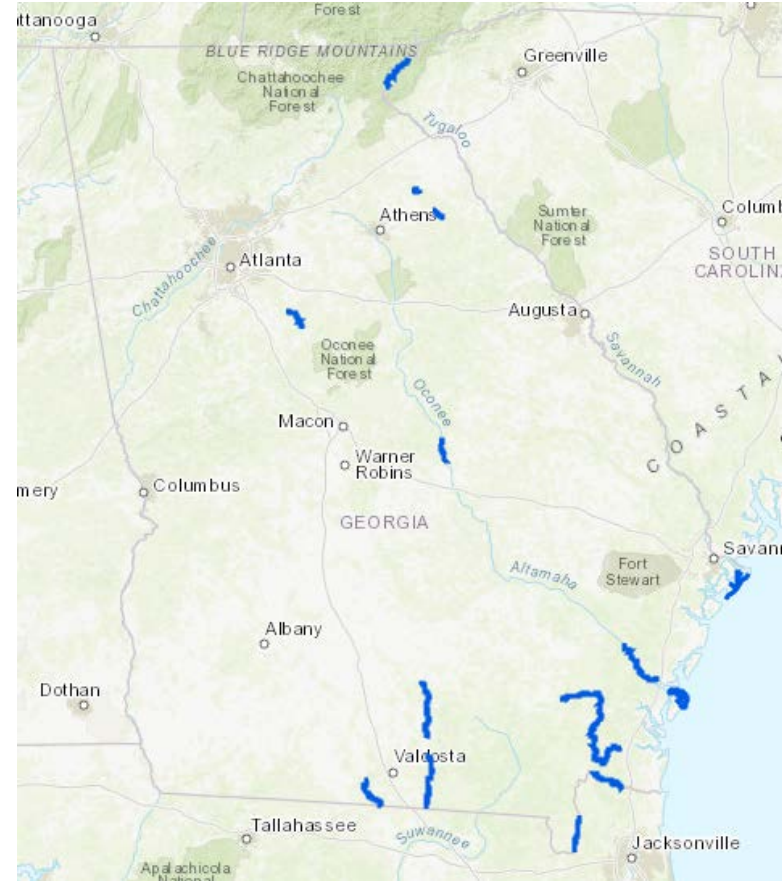 Forest
ttanooga
BLUE RIDGE MOUNTAINS
Greenville
Chattahoochee
National
Forest
Tugaloo
Athens
Sumter
National
Forest
Columb
SOUTH
CAROLINA
Atlanta
Chattahoochee
Augusta
Oconee
National
Forest
Savannah
Oconee
COASTA
Macon
Warner
Robins
mery
Columbus
GEORGIA
Savann
Fort
Stewart
Altamaha
Albany
Dothan
Valdosta
Tallahassee
Suwannee
Jacksonville
Apalachicola
National